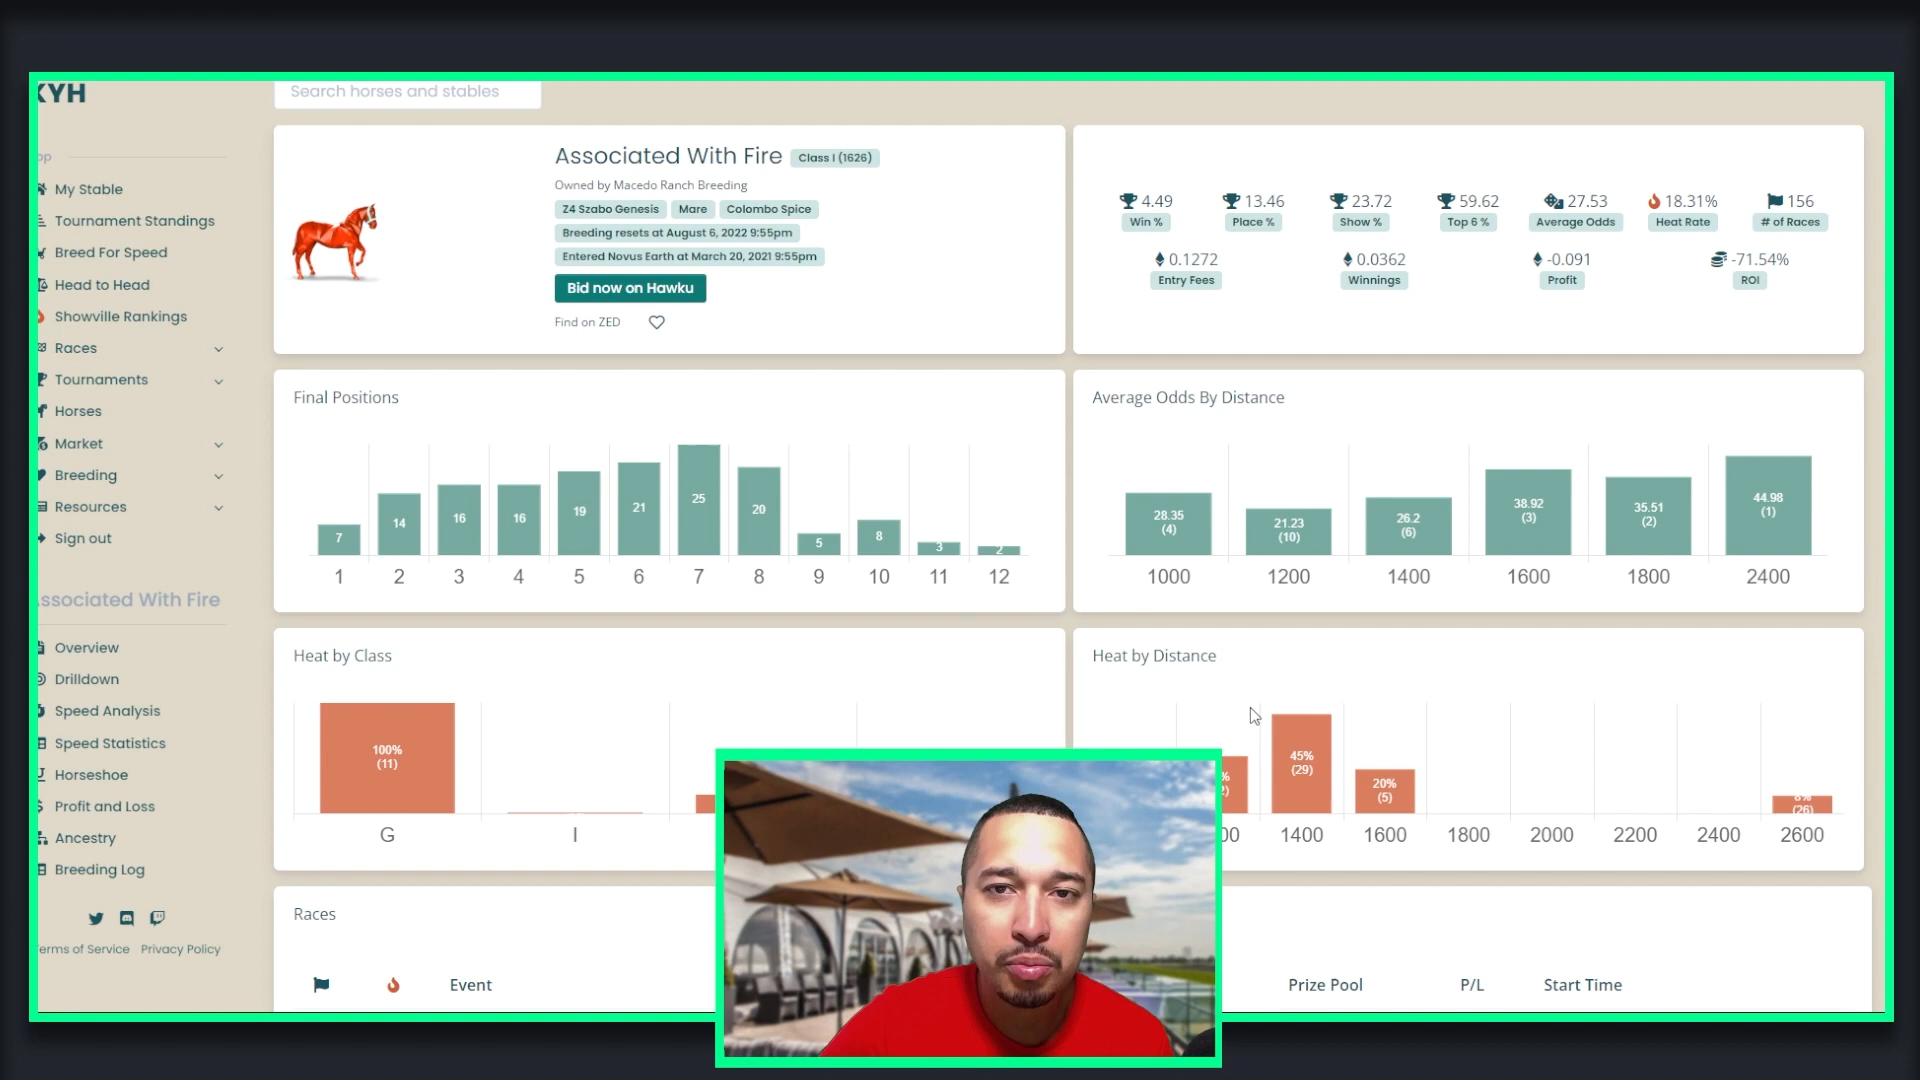 KYH
Search horses and stables
op
My Stable
Tournament Standings
Breed For Speed
Head to Head
Showville Rankings
Races
Tournaments
Horses
Market
Breeding
Resources
Sign out
ssociated With Fire
Overview
Drilldown
Speed Analysis
Speed Statistics
Horseshoe
Profit and Loss
Ancestry
Breeding Log
erms of Service Privacy Policy
Associated With Fire Class I (1626)
Owned by Macedo Ranch Breeding
Z4 Szabo Genesis Mare Colombo Spice
Breeding resets at August 6, 2022 9:55pm
Entered Novus Earth at March 20, 2021 9:55pm
Bid now on Hawku
Find on ZED
4.49 13.46 23.72 59.62 27.53 18.31% 156
Win % Place % Show % Top 6 % Average Odds Heat Rate # of Races
0.1272 0.0362 -0.091 -71.54%
Entry Fees Winnings Profit ROI
Final Positions
7 14 16 16 19 21 25 20 5 8 3 2
1 2 3 4 5 6 7 8 9 10 11 12
Average Odds By Distance
28.35 21.23 26.2 38.92 35.51 44.98
(4) (10) (6) (3) (2) (1)
1000 1200 1400 1600 1800 2400
Heat by Class
100%
(11)
G I
Heat by Distance
% 45% 20%
2) (29) (5) (26)
00 1400 1600 1800 2000 2200 2400 2600
Races
Event Prize Pool P/L Start Time